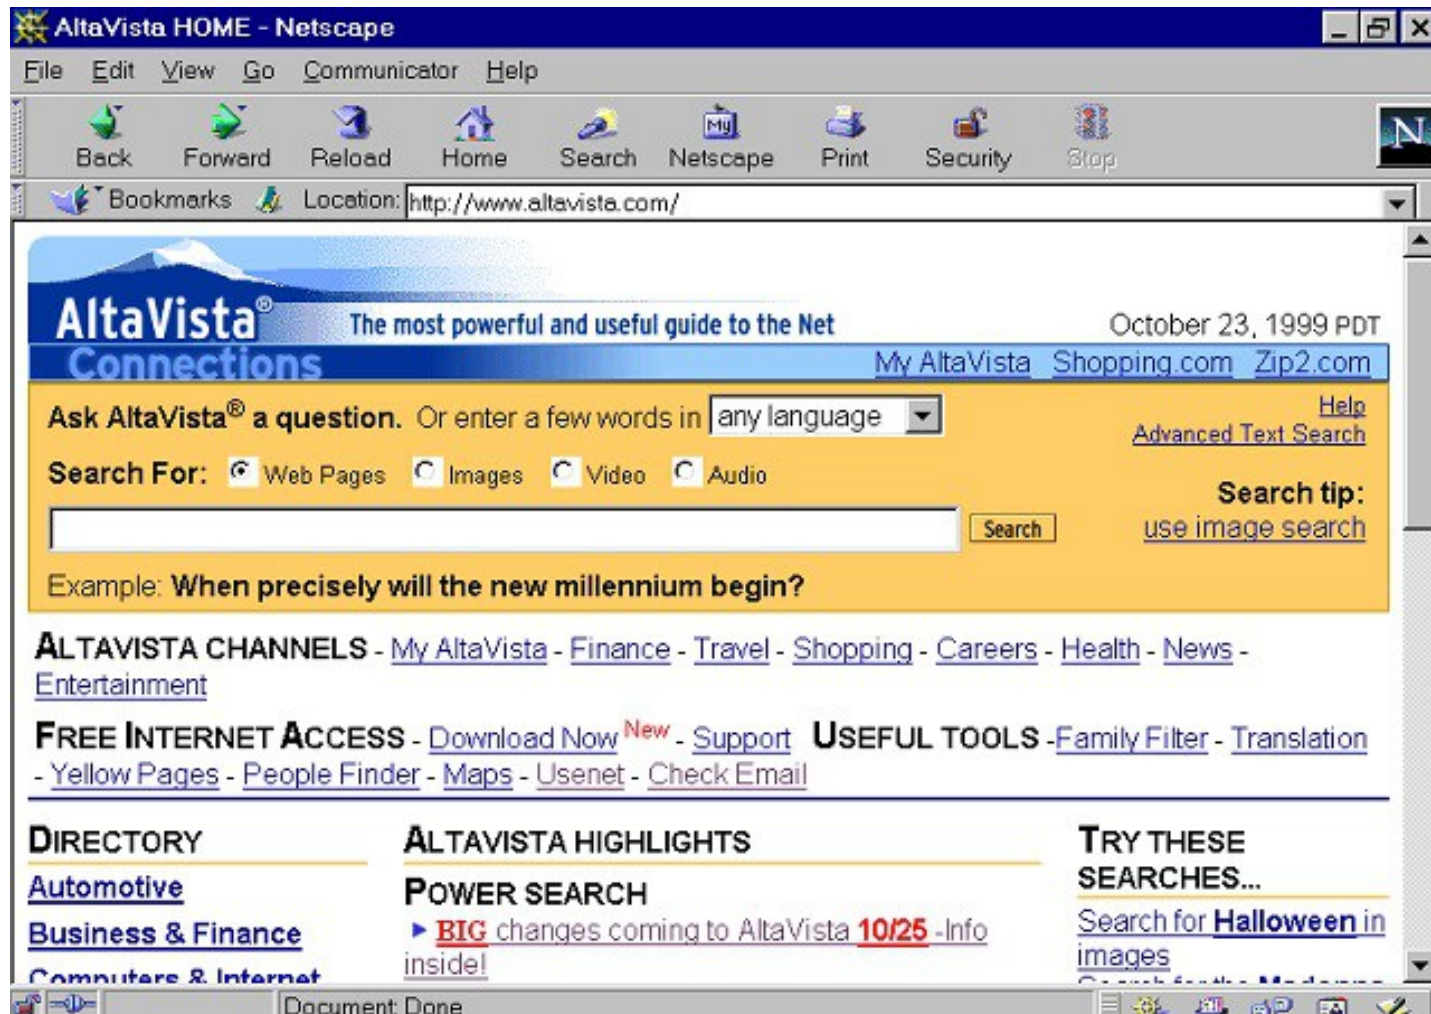 AltaVista HOME - Netscape
File Edit View Go Communicator Help
Back Forward Reload Home Search Netscape Print Security Stop
My
N
Bookmarks Location: http://www.altavista.com/
AltaVista® The most powerful and useful guide to the Net October 23, 1999 PDT
Connections My AltaVista Shopping.com Zip2.com
Ask AltaVista® a question. Or enter a few words in any language Help
Advanced Text Search
Search For: Web Pages Images Video Audio
Search tip:
Search use image search
Example: When precisely will the new millennium begin?
ALTAVISTA CHANNELS - My AltaVista - Finance - Travel - Shopping - Careers - Health - News -
Entertainment
FREE INTERNET ACCESS - Download Now New - Support USEFUL TOOLS -Family Filter - Translation
- Yellow Pages - People Finder - Maps - Usenet - Check Email
DIRECTORY
Automotive
Business & Finance
Computers & Internet
ALTAVISTA HIGHLIGHTS
POWER SEARCH
BIG changes coming to AltaVista 10/25 -Info
inside!
TRY THESE
SEARCHES...
Search for Halloween in
images
Search for the Madonna
Document: Done